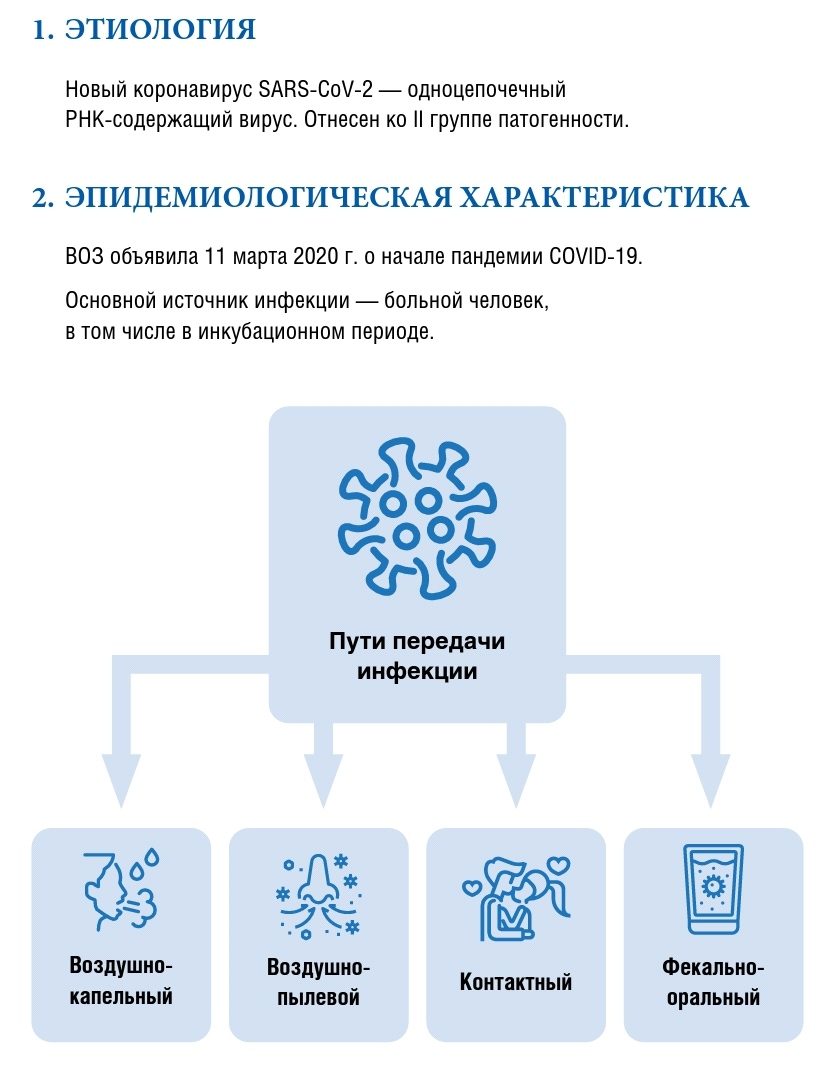 1. ЭТИОЛОГИЯ
Новый коронавирус SARS-CoV-2 — одноцепочечный
РНК-содержащий вирус. Отнесен ко II группе патогенности.
2. ЭПИДЕМИОЛОГИЧЕСКАЯ ХАРАКТЕРИСТИКА
ВОЗ объявила 11 марта 2020 г. о начале пандемии COVID-19.
Основной источник инфекции — больной человек,
в том числе в инкубационном периоде.
Пути передачи
инфекции
Воздушно-
капельный
Воздушно-
пылевой
Контактный
Фекально-
оральный